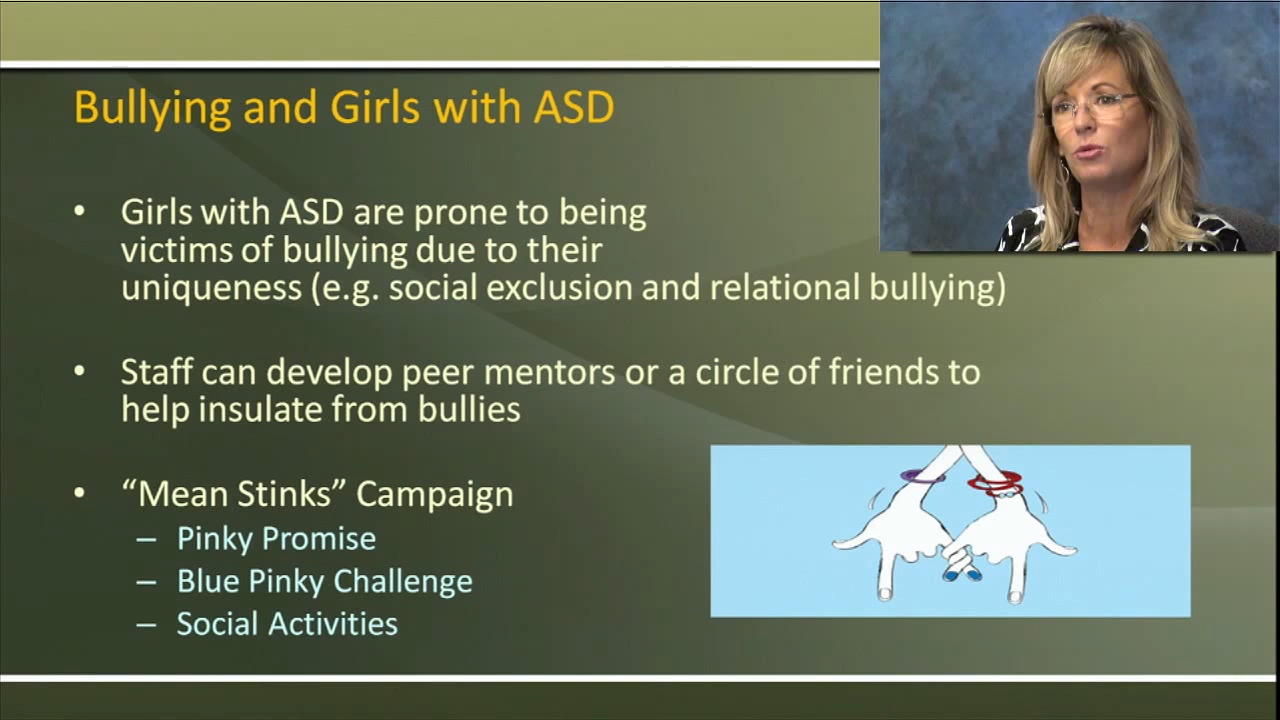 Bullying and Girls with ASD
• Girls with ASD are prone to being
victims of bullying due to their
uniqueness (e.g. social exclusion and relational bullying)
• Staff can develop peer mentors or a circle of friends to
help insulate from bullies
• “Mean Stinks” Campaign
– Pinky Promise
– Blue Pinky Challenge
– Social Activities